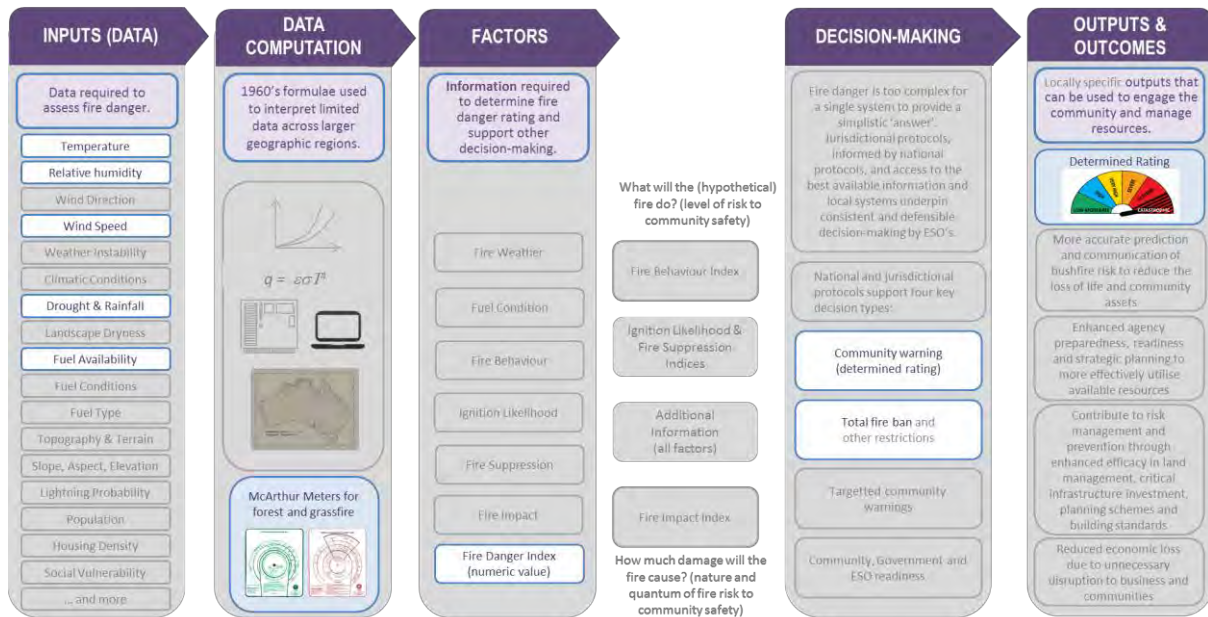 INPUTS (DATA)
Data required to
assess fire danger.
Temperature
Relative humidity
Wind Direction
Wind Speed
Weather Instability
Climatic Conditions
Drought & Rainfall
Landscape Dryness
Fuel Availability
Fuel Conditions
Fuel Type
Topography & Terrain
Slope, Aspect, Elevation
Lightning Probability
Population
Housing Density
Social Vulnerability
... and more
DATA
COMPUTATION
1960's formulae used
to interpret limited
data across larger
geographic regions.
q = εσT⁴
McArthur Meters for
forest and grassfire
FACTORS
Information required
to determine fire
danger rating and
support other
decision-making.
Fire Weather
Fuel Condition
Fire Behaviour
Ignition Likelihood
Fire Suppression
Fire Impact
Fire Danger Index
(numeric value)
What will the (hypothetical)
fire do? (level of risk to
community safety)
Fire Behaviour Index
Ignition Likelihood &
Fire Suppression
Indices
Additional
Information
(all factors)
Fire Impact Index
How much damage will the
fire cause? (nature and
quantum of fire risk to
community safety)
DECISION-MAKING
Fire danger is too complex for
a single system to provide a
simplistic 'answer'.
Jurisdictional protocols,
informed by national
protocols, and access to the
best available information and
local systems underpin
consistent and defensible
decision-making by ESO's.
National and jurisdictional
protocols support four key
decision types:
Community warning
(determined rating)
Total fire ban and
other restrictions
Targetted community
warnings
Community, Government and
ESO readiness
OUTPUTS &
OUTCOMES
Locally specific outputs that
can be used to engage the
community and manage
resources.
Determined Rating
CATASTROPHIC
More accurate prediction
and communication of
bushfire risk to reduce the
loss of life and community
assets
Enhanced agency
preparedness, readiness
and strategic planning to
more effectively utilise
available resources
Contribute to risk
management and
prevention through
enhanced efficacy in land
management, critical
infrastructure investment,
planning schemes and
building standards
Reduced economic loss
due to unnecessary
disruption to business and
communities